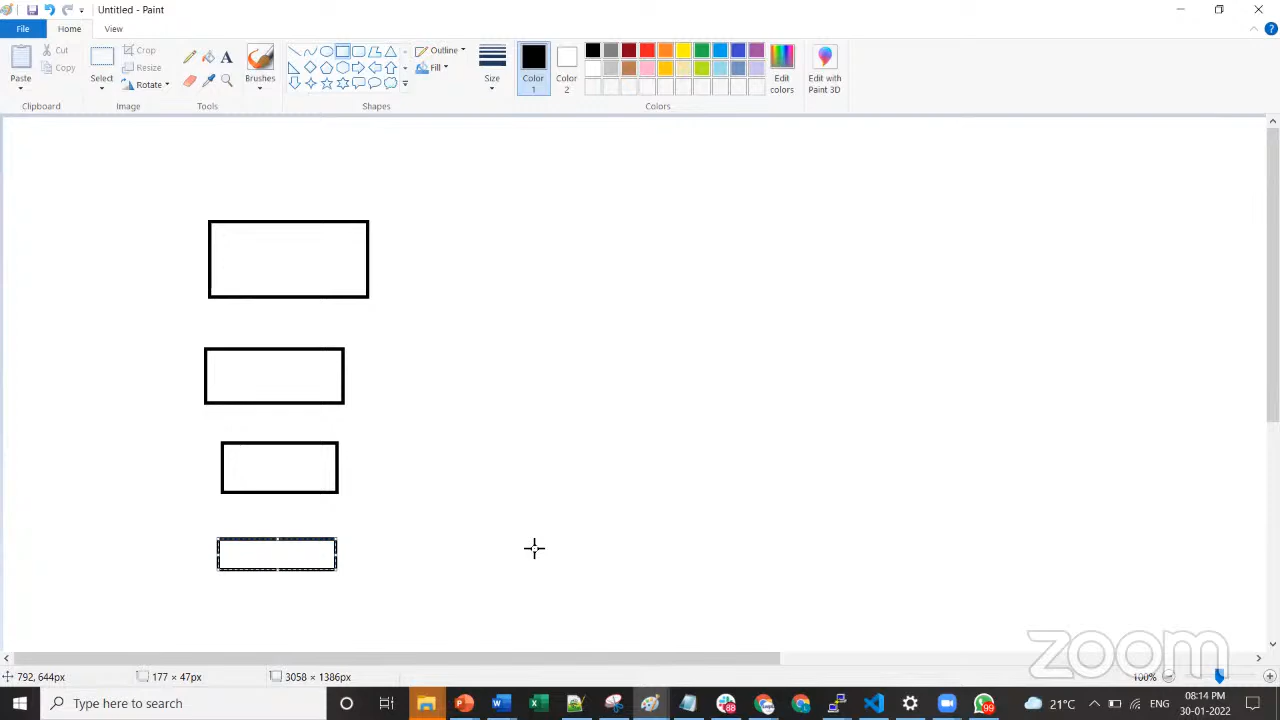 Untitled - Paint
File
Home
View
Paste
Cut
Copy
Clipboard
Select
Crop
Resize
Rotate
Image
A
Tools
Brushes
Shapes
Outline
Fill
Size
Color
1
Color
2
Colors
Edit
colors
Edit with
Paint 3D
?
zoom
792, 644px
177 × 47px
3058 × 1386px
100%
Type here to search
88
99
21°C
ENG
08:14 PM
30-01-2022